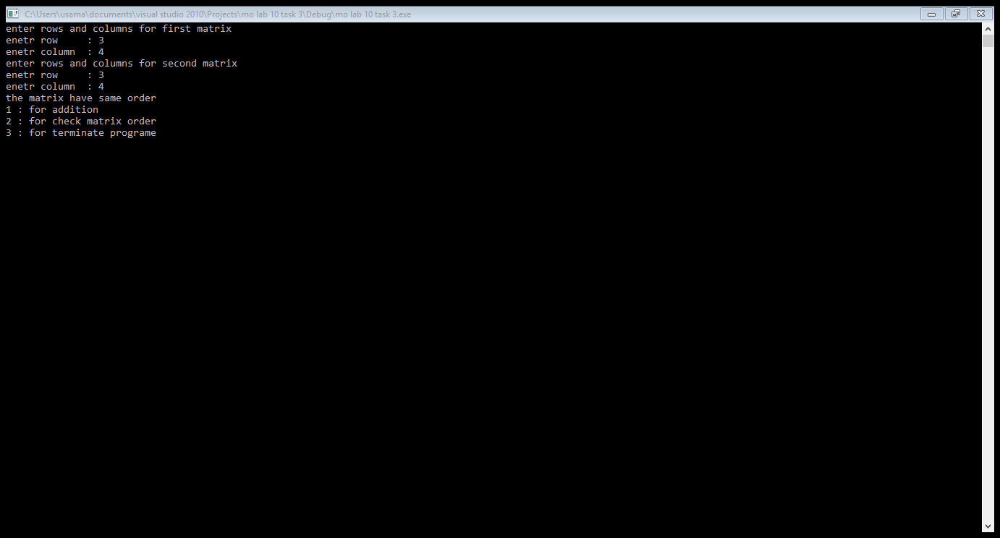 C:\Users\usama\documents\visual studio 2010\Projects\mo lab 10 task 3\Debug\mo lab 10 task 3.exe
enter rows and columns for first matrix
enetr row     : 3
enetr column  : 4
enter rows and columns for second matrix
enetr row     : 3
enetr column  : 4
the matrix have same order
1 : for addition
2 : for check matrix order
3 : for terminate programe